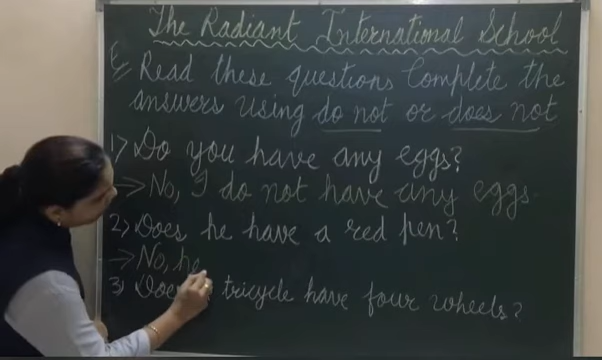 The Radiant International School
E Read these questions Complete the
answers using do not or does not
1) Do you have any eggs?
→ No, I do not have any eggs.
2) Does he have a red pen?
→ No, he
3) Does tricycle have four wheels?